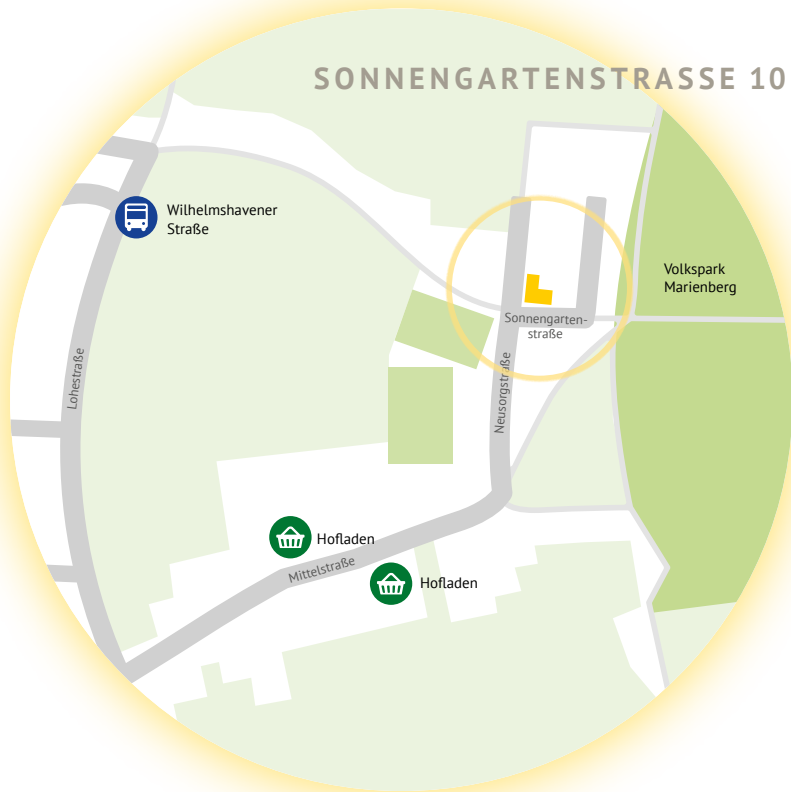 SONNENGARTENSTRASSE 10
Wilhelmshavener
Straße
Volkspark
Marienberg
Sonnengarten-
straße
Lohestraße
Neusorgstraße
Hofladen
Mittelstraße
Hofladen